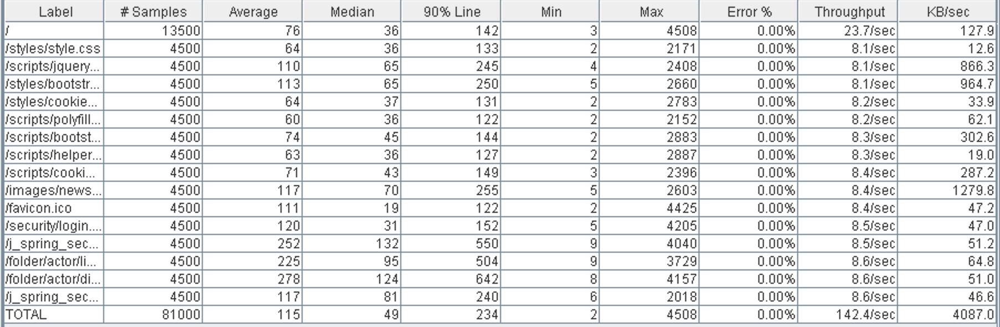 Label # Samples Average Median 90% Line Min Max Error % Throughput KB/sec
/ 13500 76 36 142 3 4508 0.00% 23.7/sec 127.9
/styles/style.css 4500 64 36 133 2 2171 0.00% 8.1/sec 12.6
/scripts/jquery... 4500 110 65 245 4 2408 0.00% 8.1/sec 866.3
/styles/bootstr... 4500 113 65 250 5 2660 0.00% 8.1/sec 964.7
/styles/cookie... 4500 64 37 131 2 2783 0.00% 8.2/sec 33.9
/scripts/polyfill... 4500 60 36 122 2 2152 0.00% 8.2/sec 62.1
/scripts/bootst... 4500 74 45 144 2 2883 0.00% 8.3/sec 302.6
/scripts/helper... 4500 63 36 127 2 2887 0.00% 8.3/sec 19.0
/scripts/cooki... 4500 71 43 149 3 2396 0.00% 8.4/sec 287.2
/images/news... 4500 117 70 255 5 2603 0.00% 8.4/sec 1279.8
/favicon.ico 4500 111 19 122 2 4425 0.00% 8.4/sec 47.2
/security/login.... 4500 120 31 152 5 4205 0.00% 8.5/sec 47.0
/j_spring_sec... 4500 252 132 550 9 4040 0.00% 8.5/sec 51.2
/folder/actor/li... 4500 225 95 504 9 3729 0.00% 8.6/sec 64.8
/folder/actor/di... 4500 278 124 642 8 4157 0.00% 8.6/sec 51.0
/j_spring_sec... 4500 117 81 240 6 2018 0.00% 8.6/sec 46.6
TOTAL 81000 115 49 234 2 4508 0.00% 142.4/sec 4087.0